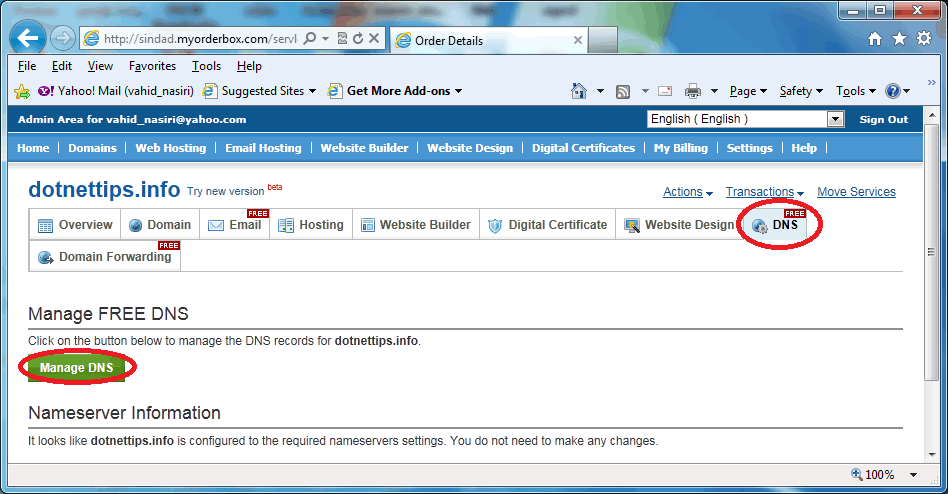 http://sindad.myorderbox.com/servl
Order Details
File Edit View Favorites Tools Help
Yahoo! Mail (vahid_nasiri) Suggested Sites Get More Add-ons Page Safety Tools
Admin Area for vahid_nasiri@yahoo.com English ( English ) Sign Out
Home Domains Web Hosting Email Hosting Website Builder Website Design Digital Certificates My Billing Settings Help
dotnettips.info Try new version beta Actions Transactions Move Services
Overview Domain Email FREE Hosting Website Builder Digital Certificate Website Design DNS FREE
Domain Forwarding FREE
Manage FREE DNS
Click on the button below to manage the DNS records for dotnettips.info.
Manage DNS
Nameserver Information
It looks like dotnettips.info is configured to the required nameservers settings. You do not need to make any changes.
100%